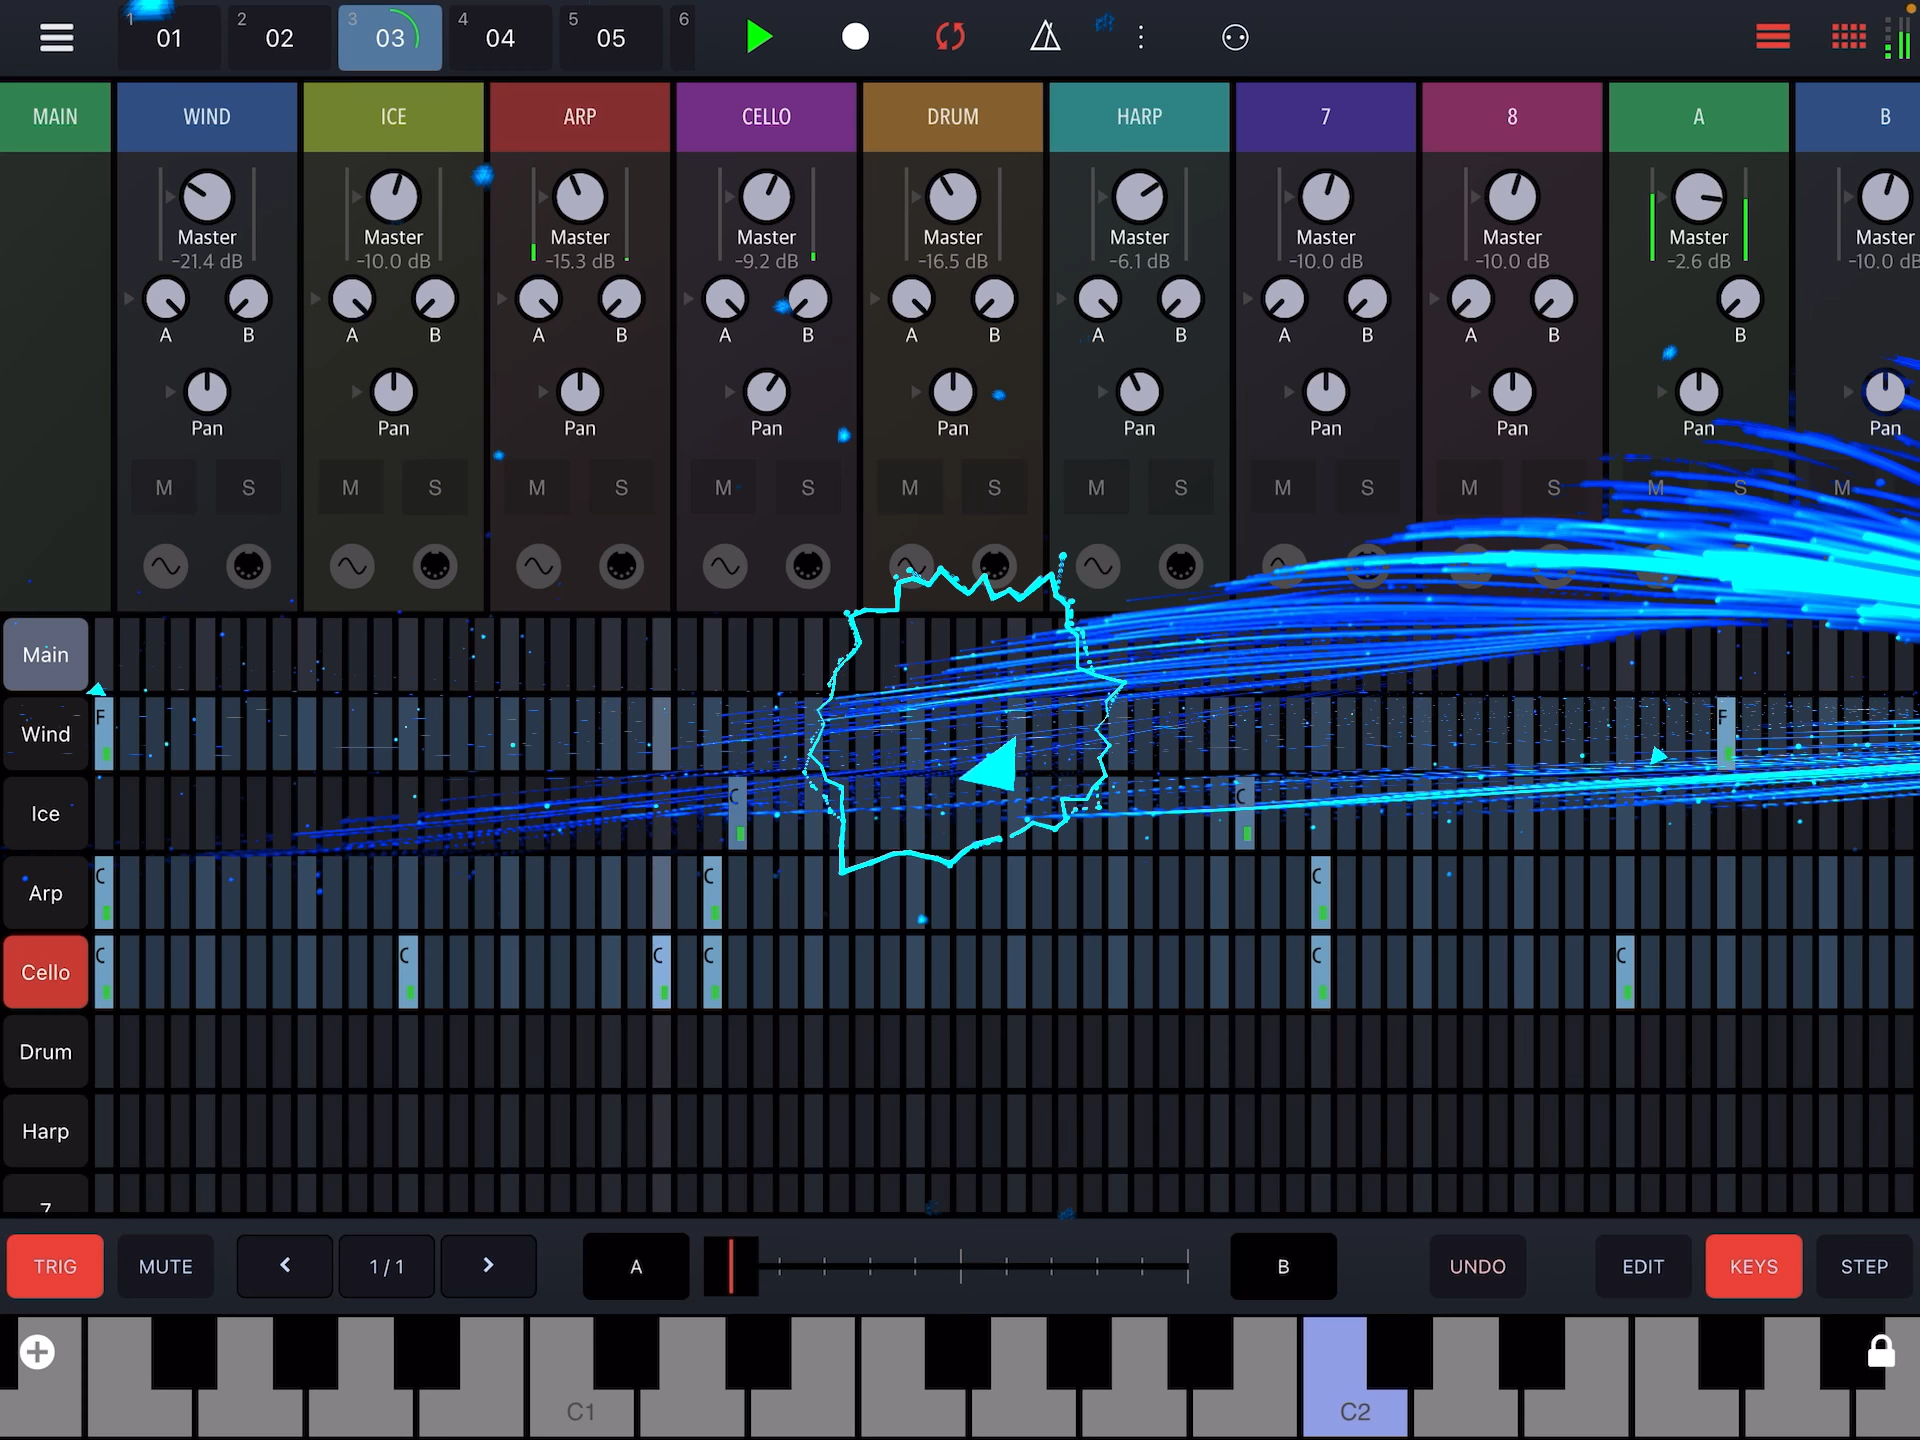 1 2 3 4 5 6
01 02 03 04 05
MAIN WIND ICE ARP CELLO DRUM HARP 7 8 A B
Master Master Master Master Master Master Master Master Master Master
-21.4 dB -10.0 dB -15.3 dB -9.2 dB -16.5 dB -6.1 dB -10.0 dB -10.0 dB -2.6 dB -10.0 dB
A B A B A B A B A B A B A B A B B
Pan Pan Pan Pan Pan Pan Pan Pan Pan Pan
M S M S M S M S M S M S M S M S M S M
Main
F F
Wind
C C
Ice
C C C
Arp
C C C C C C
Cello
Drum
Harp
7
TRIG MUTE < 1 / 1 > A B UNDO EDIT KEYS STEP
C1 C2